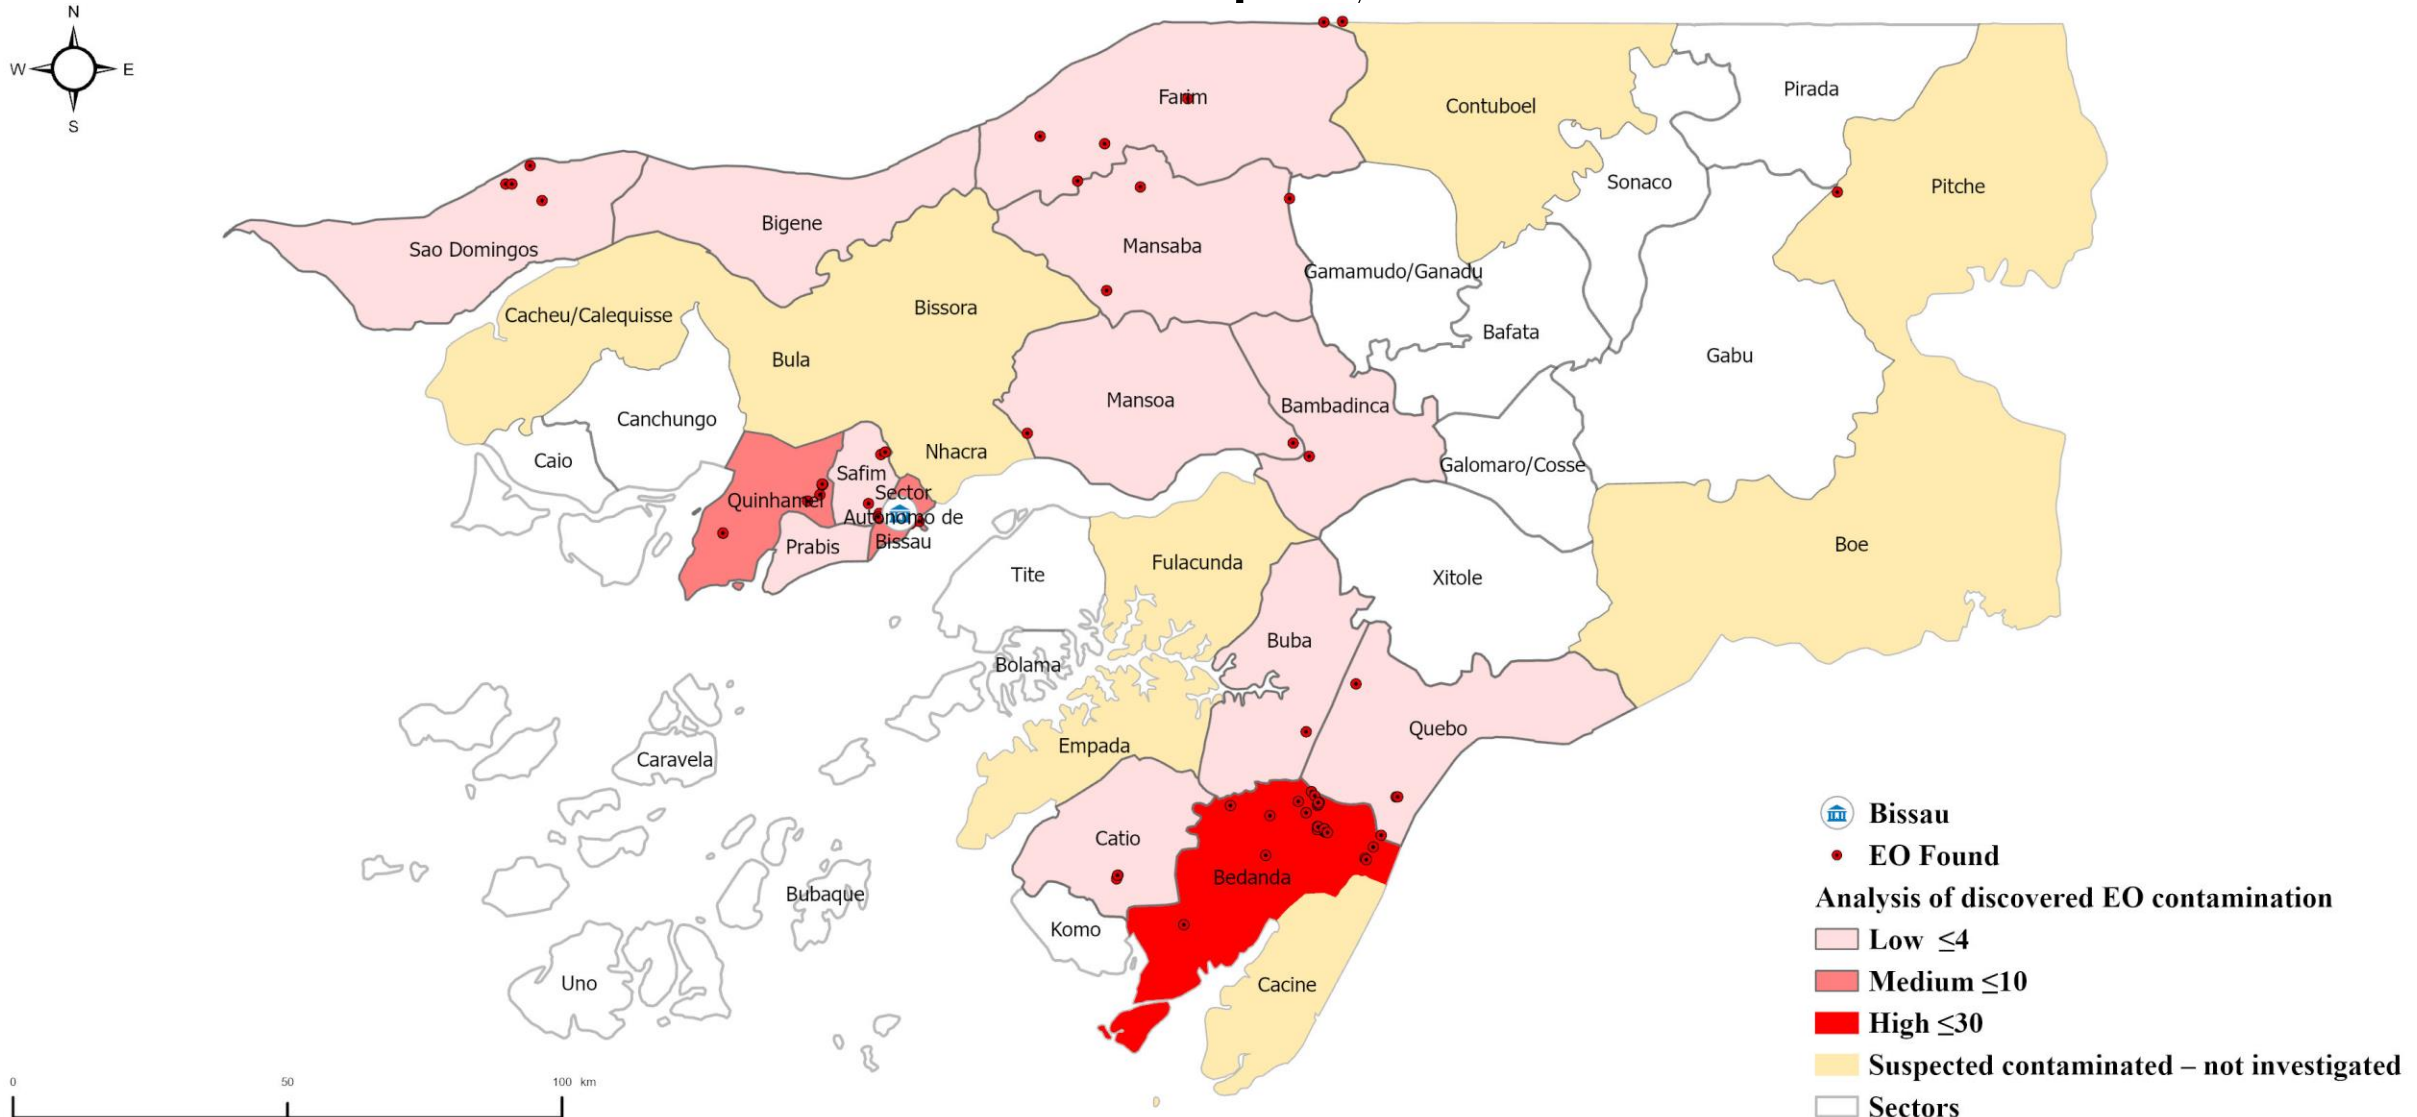 N
W
E
S
Farim
Contuboel
Pirada
Sonaco
Pitche
Bigene
Sao Domingos
Mansaba
Gamamudo/Ganadu
Cacheu/Calequisse
Bissora
Bafata
Bula
Gabu
Mansoa
Bambadinca
Canchungo
Nhacra
Caio
Safim
Galomaro/Cosse
Quinhamel
Sector
Autónomo de
Bissau
Prabis
Boe
Fulacunda
Tite
Xitole
Buba
Bolama
Quebo
Empada
Caravela
Catio
Bedanda
Bubaque
Komo
Uno
Cacine
Bissau
EO Found
Analysis of discovered EO contamination
Low ≤4
Medium ≤10
High ≤30
Suspected contaminated – not investigated
Sectors
0 50 100 km